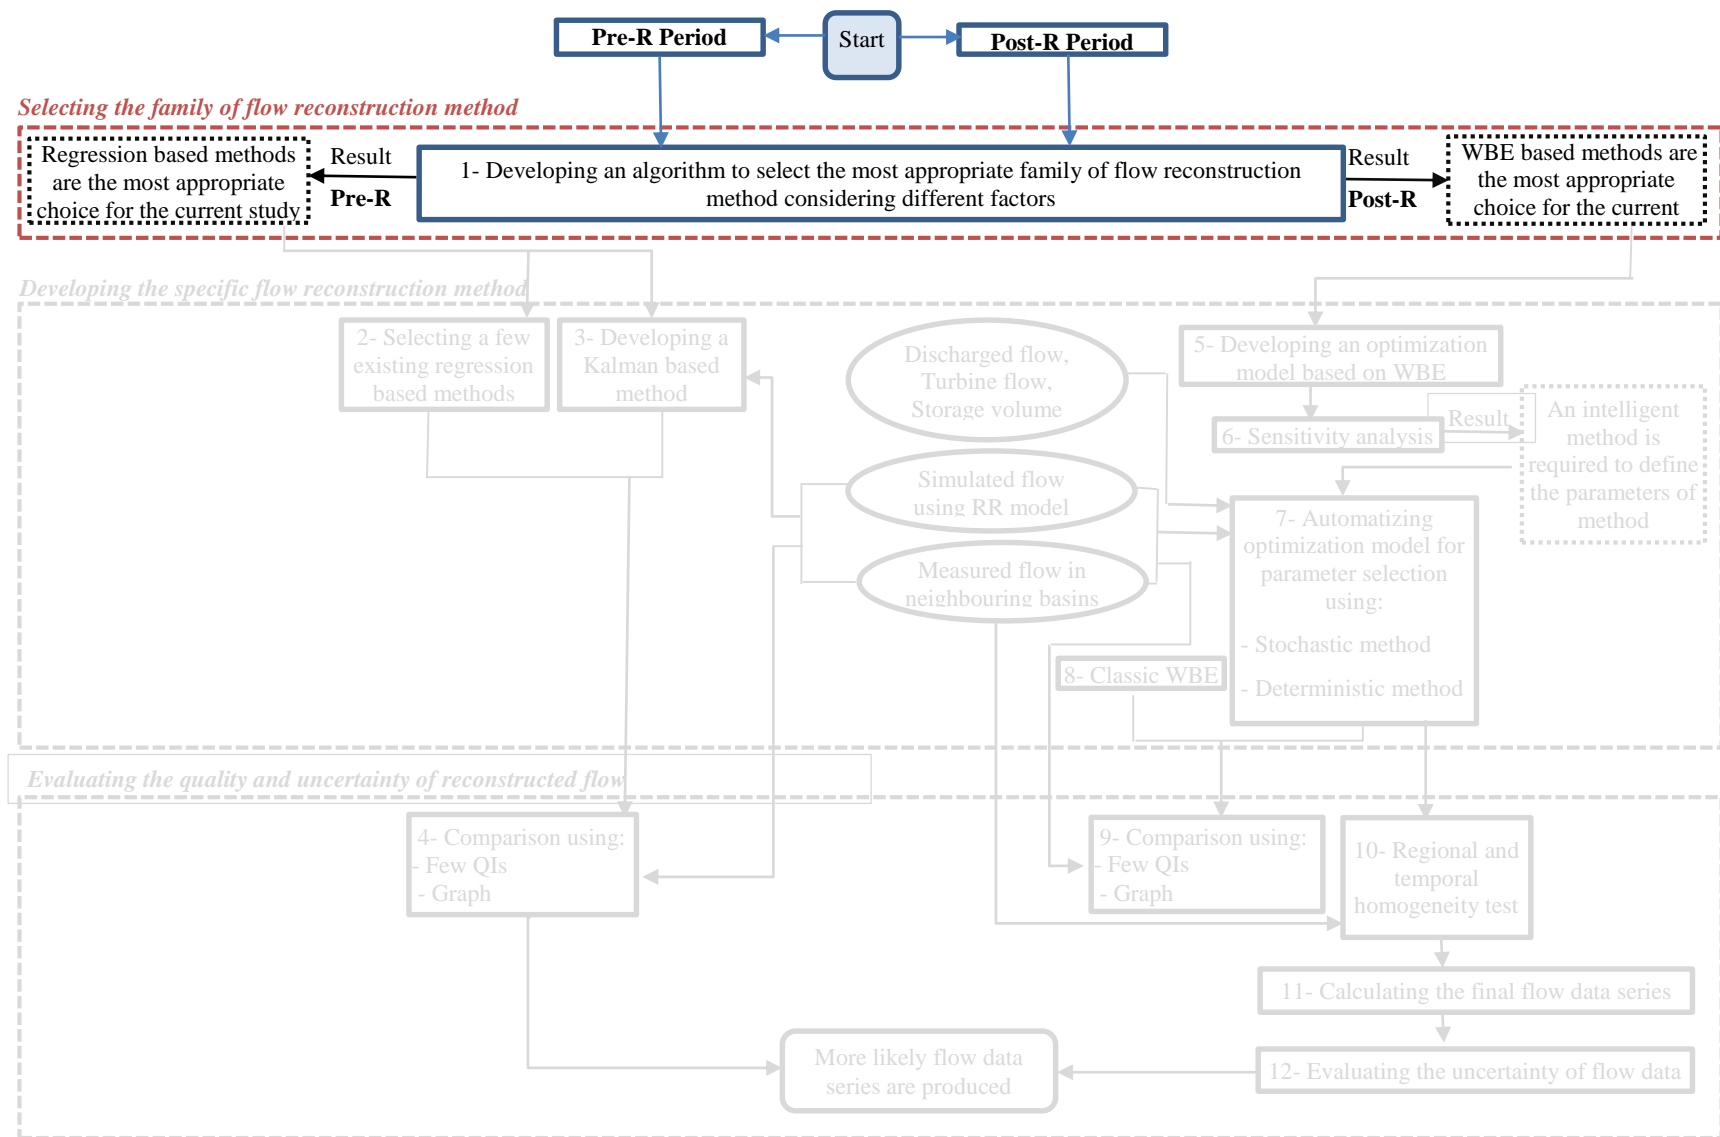 Pre-R Period
Start
Post-R Period
Selecting the family of flow reconstruction method
Regression based methods
are the most appropriate
choice for the current study
Result
Pre-R
1- Developing an algorithm to select the most appropriate family of flow reconstruction
method considering different factors
Result
Post-R
WBE based methods are
the most appropriate
choice for the current
Developing the specific flow reconstruction method
2- Selecting a few
existing regression
based methods
3- Developing a
Kalman based
method
Discharged flow,
Turbine flow,
Storage volume
5- Developing an optimization
model based on WBE
6- Sensitivity analysis
Result
An intelligent
method is
required to define
the parameters of
method
Simulated flow
using RR model
Measured flow in
neighbouring basins
7- Automatizing
optimization model for
parameter selection
using:
- Stochastic method
- Deterministic method
8- Classic WBE
Evaluating the quality and uncertainty of reconstructed flow
4- Comparison using:
- Few QIs
- Graph
9- Comparison using:
- Few QIs
- Graph
10- Regional and
temporal
homogeneity test
11- Calculating the final flow data series
12- Evaluating the uncertainty of flow data
More likely flow data
series are produced